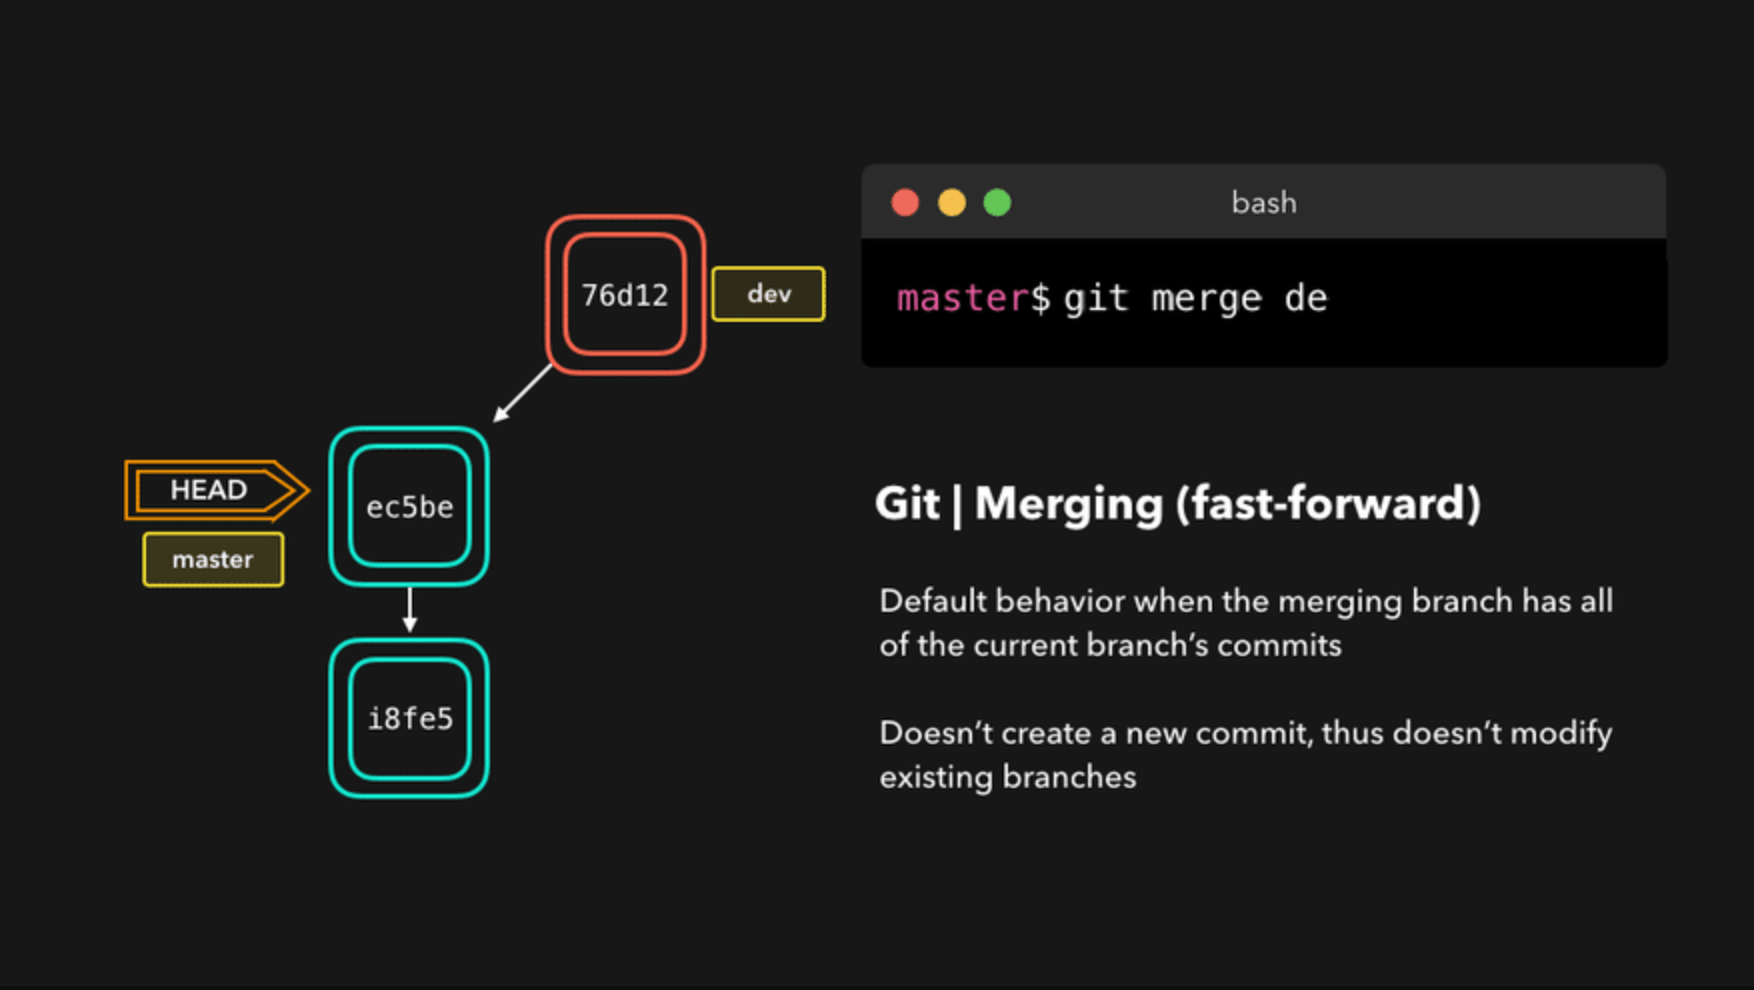 76d12
dev
HEAD
master
ec5be
i8fe5
bash
master$ git merge de
Git | Merging (fast-forward)
Default behavior when the merging branch has all
of the current branch’s commits
Doesn’t create a new commit, thus doesn’t modify
existing branches